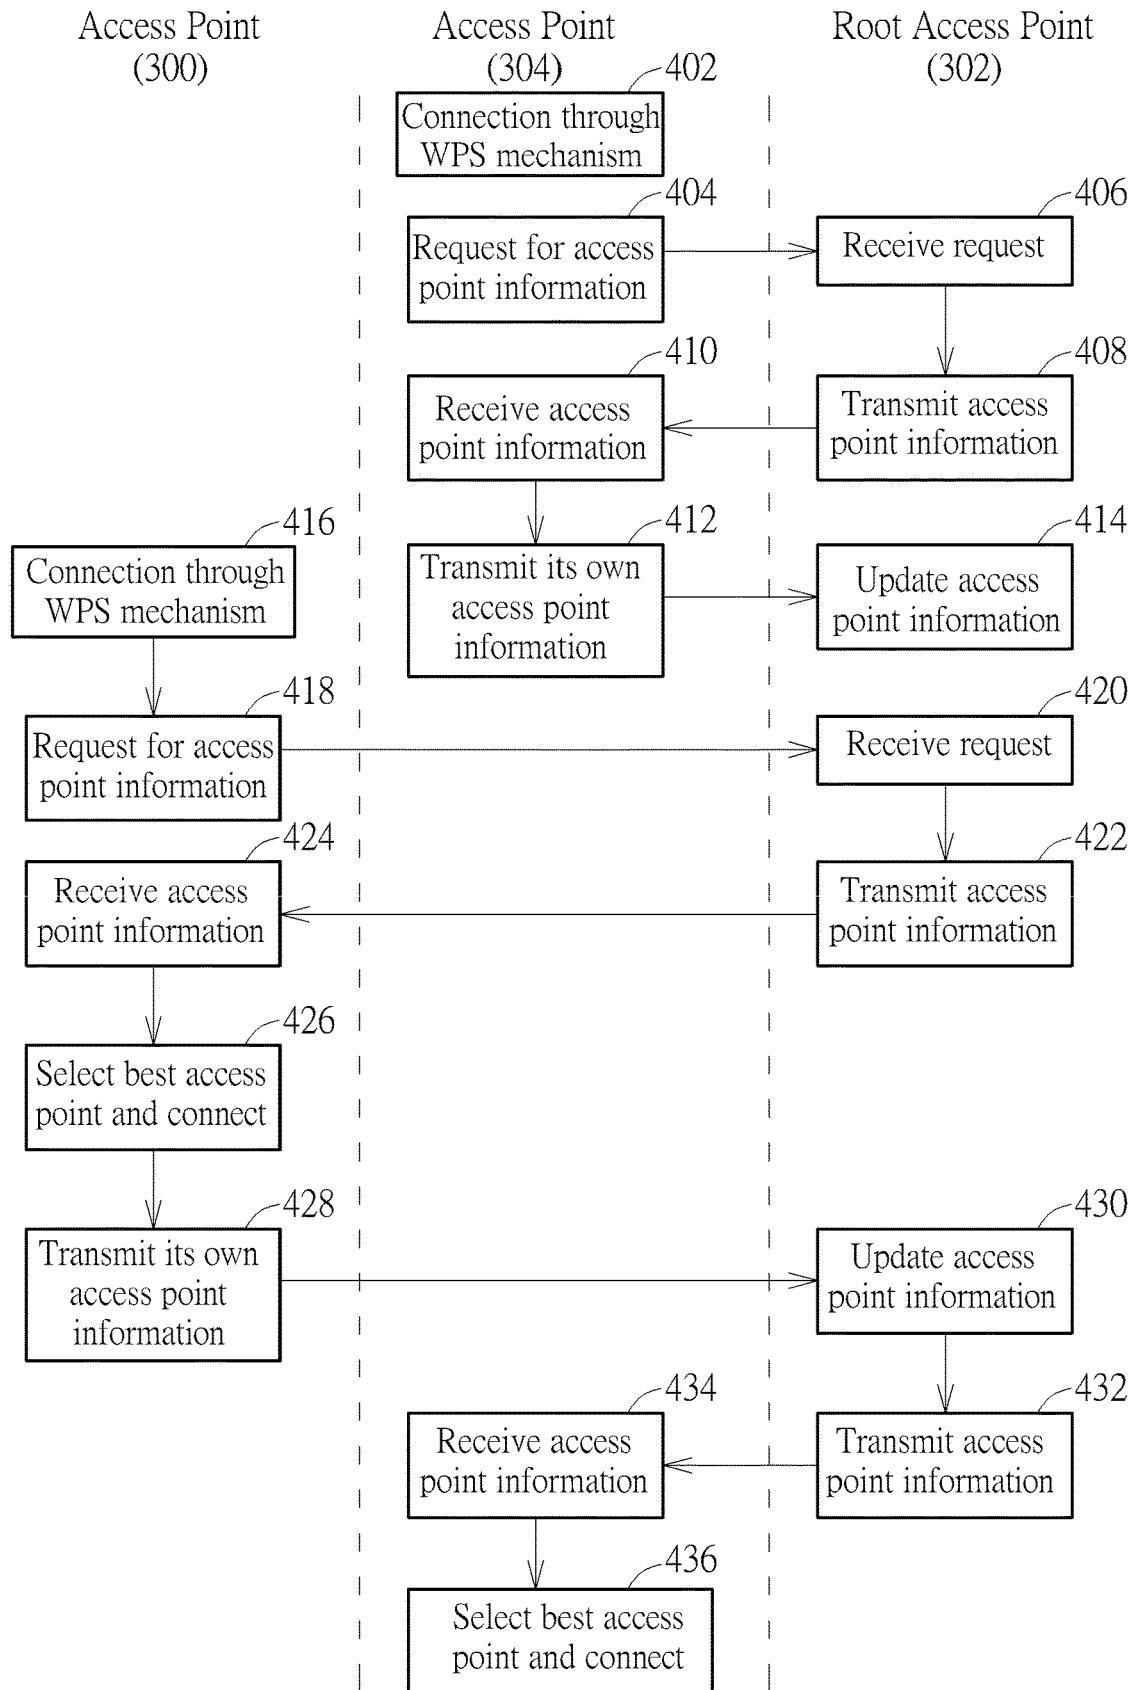 Access Point
(300)
Access Point
(304)
Root Access Point
(302)
402
Connection through
WPS mechanism
404
Request for access
point information
406
Receive request
408
Transmit access
point information
410
Receive access
point information
412
Transmit its own
access point
information
414
Update access
point information
416
Connection through
WPS mechanism
418
Request for access
point information
420
Receive request
422
Transmit access
point information
424
Receive access
point information
426
Select best access
point and connect
428
Transmit its own
access point
information
430
Update access
point information
432
Transmit access
point information
434
Receive access
point information
436
Select best access
point and connect